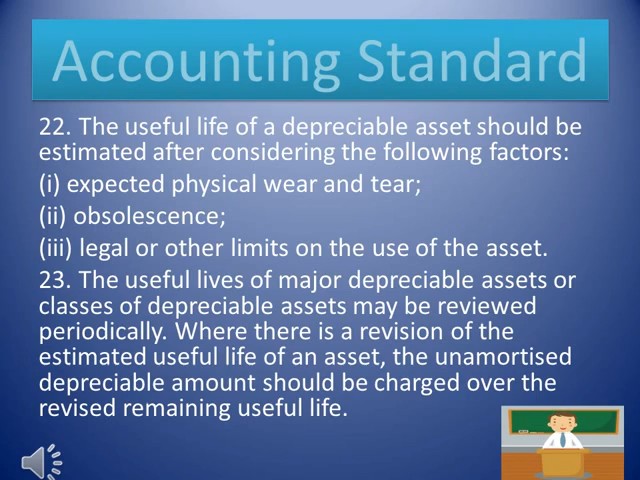 Accounting Standard
22. The useful life of a depreciable asset should be
estimated after considering the following factors:
(i) expected physical wear and tear;
(ii) obsolescence;
(iii) legal or other limits on the use of the asset.
23. The useful lives of major depreciable assets or
classes of depreciable assets may be reviewed
periodically. Where there is a revision of the
estimated useful life of an asset, the unamortised
depreciable amount should be charged over the
revised remaining useful life.